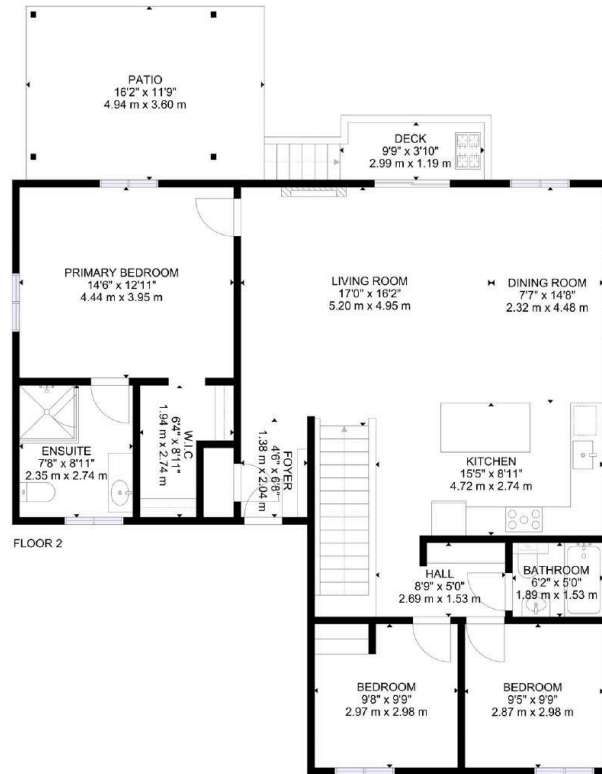 PATIO
16'2" x 11'9"
4.94 m x 3.60 m
DECK
9'9" x 3'10"
2.99 m x 1.19 m
PRIMARY BEDROOM
14'6" x 12'11"
4.44 m x 3.95 m
LIVING ROOM
17'0" x 16'2"
5.20 m x 4.95 m
DINING ROOM
7'7" x 14'8"
2.32 m x 4.48 m
ENSUITE
7'8" x 8'11"
2.35 m x 2.74 m
W.I.C
6'4" x 8'11"
1.94 m x 2.74 m
FOYER
4'6" x 6'8"
1.38 m x 2.04 m
KITCHEN
15'5" x 8'11"
4.72 m x 2.74 m
FLOOR 2
HALL
8'9" x 5'0"
2.69 m x 1.53 m
BATHROOM
6'2" x 5'0"
1.89 m x 1.53 m
BEDROOM
9'8" x 9'9"
2.97 m x 2.98 m
BEDROOM
9'5" x 9'9"
2.87 m x 2.98 m